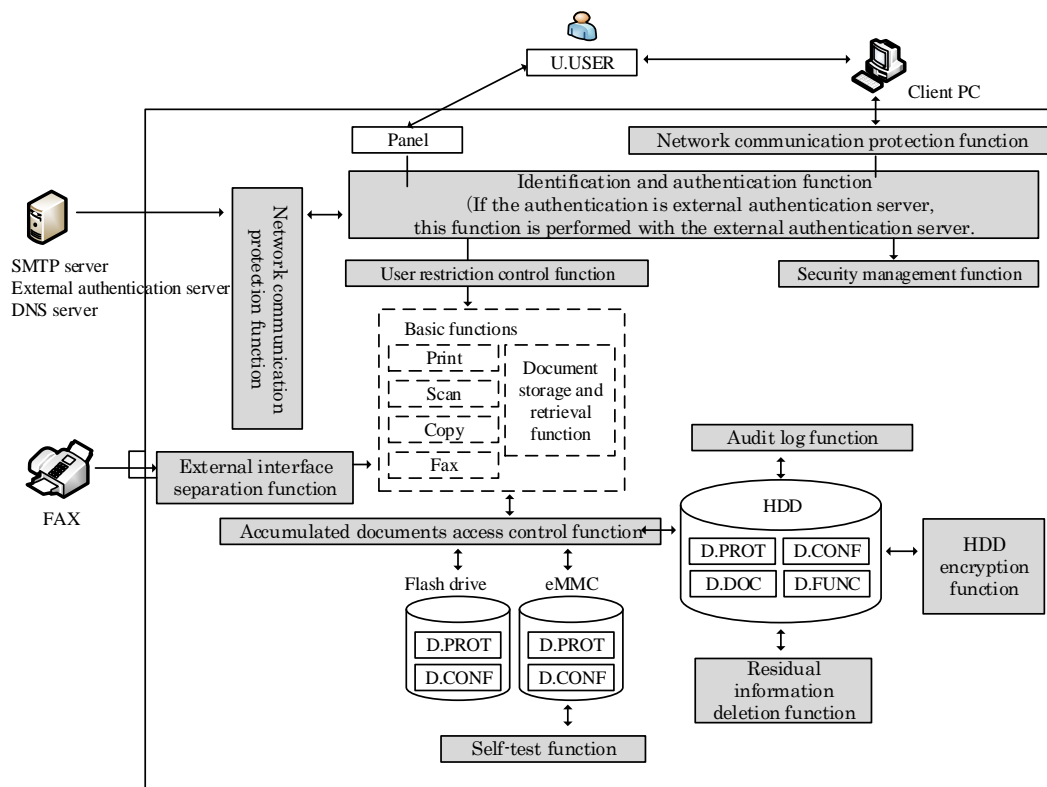 U.USER
Client PC
Panel
Network communication protection function
Identification and authentication function
(If the authentication is external authentication server,
this function is performed with the external authentication server.
Network communication
protection function
SMTP server
External authentication server
DNS server
User restriction control function
Security management function
Basic functions
Print
Scan
Copy
Fax
Document
storage and
retrieval
function
Audit log function
External interface
separation function
FAX
HDD
D.PROT
D.CONF
D.DOC
D.FUNC
HDD
encryption
function
Accumulated documents access control function
Flash drive
eMMC
D.PROT
D.CONF
D.PROT
D.CONF
Residual
information
deletion function
Self-test function